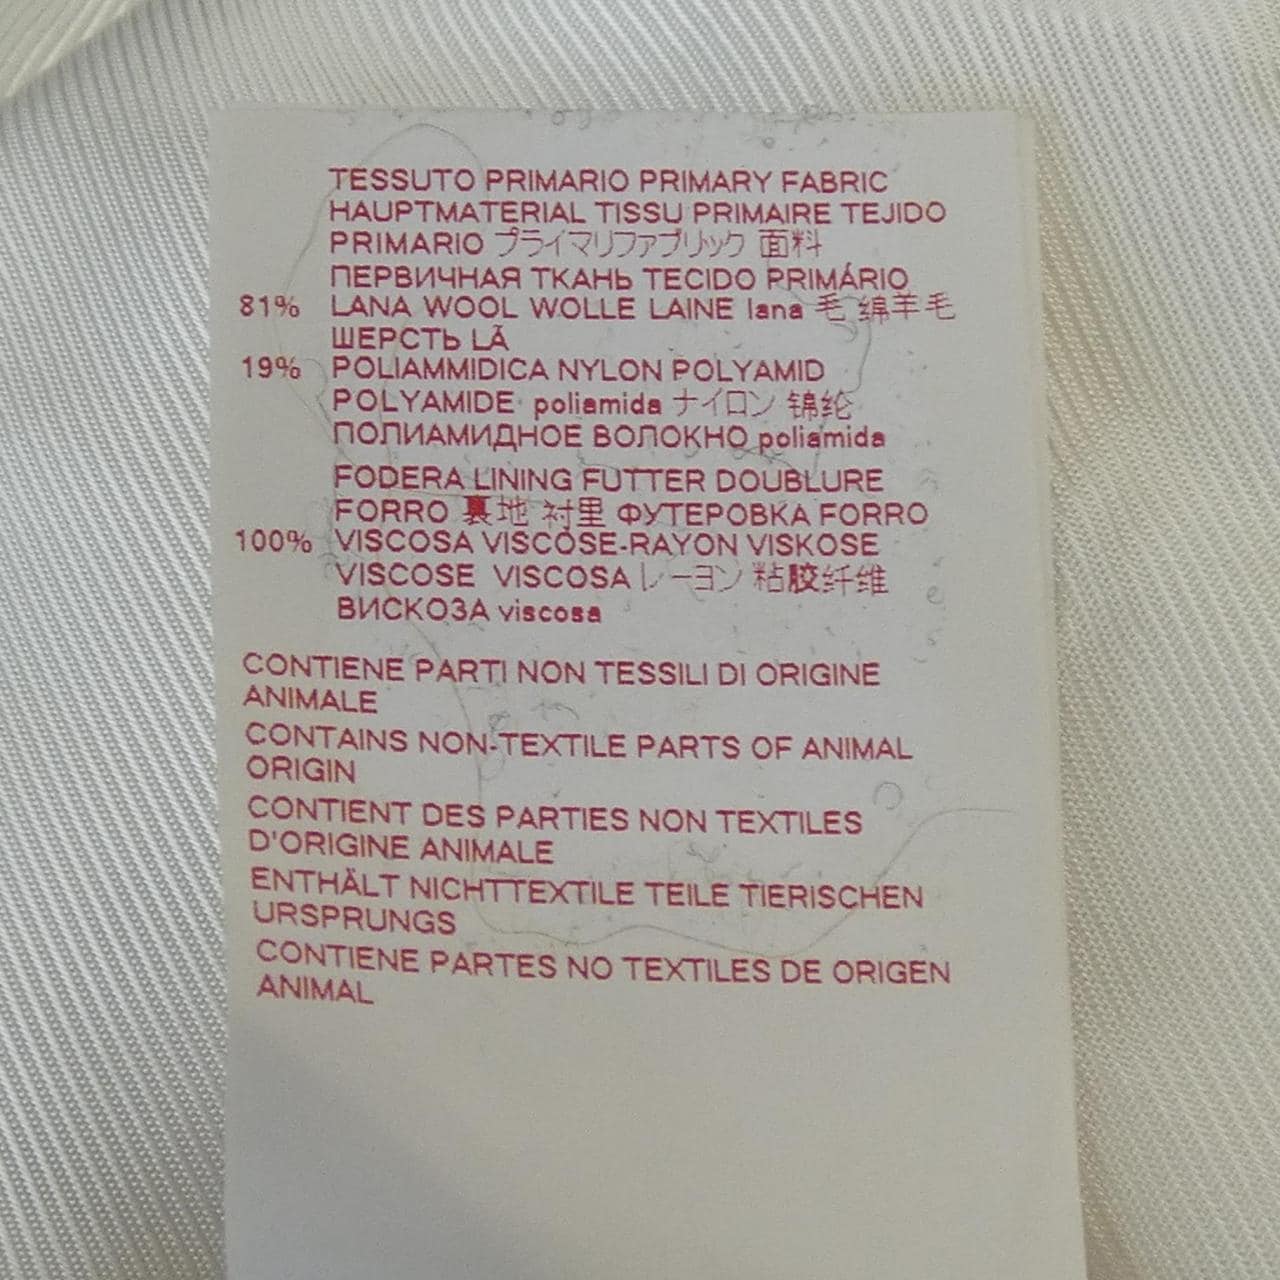 TESSUTO PRIMARIO PRIMARY FABRIC
HAUPTMATERIAL TISSU PRIMAIRE TEJIDO
PRIMARIO プライマリファブリック 面料
ПЕРВИЧНАЯ ТКАНЬ TECIDO PRIMÁRIO
81% LANA WOOL WOLLE LAINE lana 毛 绵羊毛
ШЕРСТЬ LÃ
19% POLIAMMIDICA NYLON POLYAMID
POLYAMIDE poliamida ナイロン 锦纶
ПОЛИАМИДНОЕ ВОЛОКНО poliamida
FODERA LINING FUTTER DOUBLURE
FORRO 裏地 衬里 ФУТЕРОВКА FORRO
100% VISCOSA VISCOSE-RAYON VISKOSE
VISCOSE VISCOSA レーヨン 粘胶纤维
ВИСКОЗА viscosa
CONTIENE PARTI NON TESSILI DI ORIGINE
ANIMALE
CONTAINS NON-TEXTILE PARTS OF ANIMAL
ORIGIN
CONTIENT DES PARTIES NON TEXTILES
D'ORIGINE ANIMALE
ENTHÄLT NICHTTEXTILE TEILE TIERISCHEN
URSPRUNGS
CONTIENE PARTES NO TEXTILES DE ORIGEN
ANIMAL